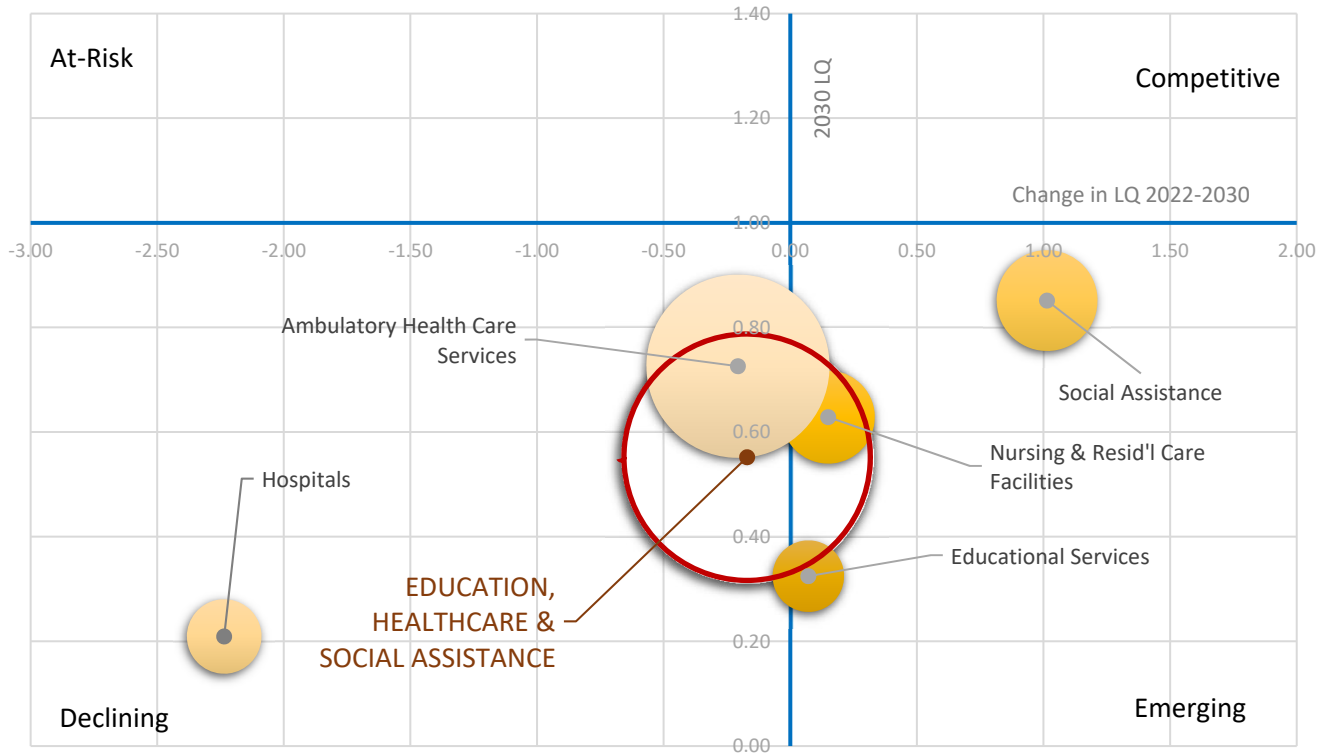 1.40
At-Risk
Competitive
2030 LQ
1.20
Change in LQ 2022-2030
1.00
-3.00 -2.50 -2.00 -1.50 -1.00 -0.50 0.00 0.50 1.00 1.50 2.00
Ambulatory Health Care
Services
0.80
Social Assistance
0.60
Nursing & Resid'l Care
Facilities
Hospitals
0.40
Educational Services
EDUCATION,
HEALTHCARE &
SOCIAL ASSISTANCE
0.20
Declining
Emerging
0.00